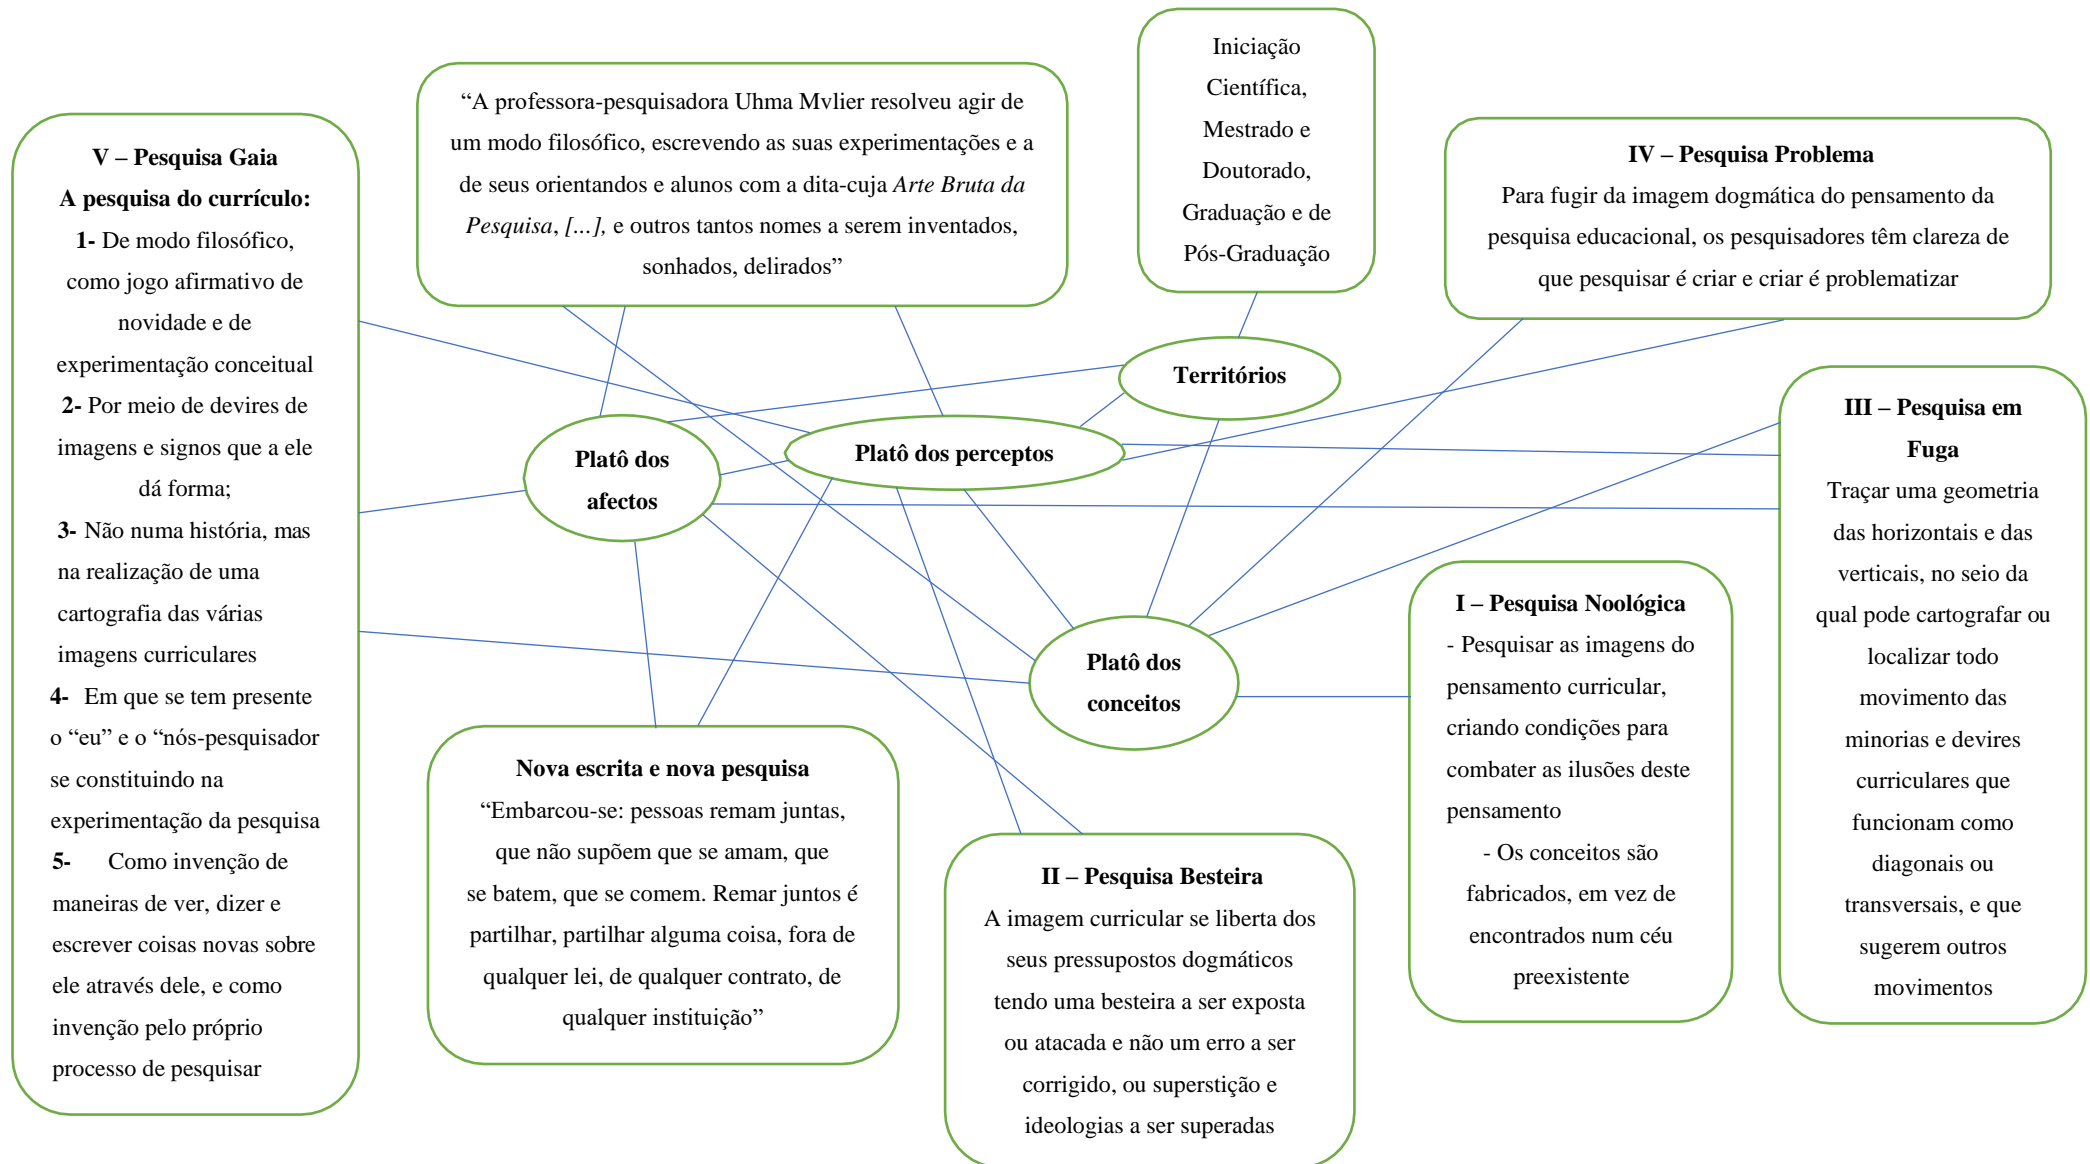 Iniciação
Científica,
Mestrado e
Doutorado,
Graduação e de
Pós-Graduação
“A professora-pesquisadora Uhma Mvlier resolveu agir de
um modo filosófico, escrevendo as suas experimentações e a
de seus orientandos e alunos com a dita-cuja Arte Bruta da
Pesquisa, [...], e outros tantos nomes a serem inventados,
sonhados, delirados”
V – Pesquisa Gaia
A pesquisa do currículo:
1- De modo filosófico,
como jogo afirmativo de
novidade e de
experimentação conceitual
2- Por meio de devires de
imagens e signos que a ele
dá forma;
3- Não numa história, mas
na realização de uma
cartografia das várias
imagens curriculares
4- Em que se tem presente
o “eu” e o “nós-pesquisador
se constituindo na
experimentação da pesquisa
5- Como invenção de
maneiras de ver, dizer e
escrever coisas novas sobre
ele através dele, e como
invenção pelo próprio
processo de pesquisar
IV – Pesquisa Problema
Para fugir da imagem dogmática do pensamento da
pesquisa educacional, os pesquisadores têm clareza de
que pesquisar é criar e criar é problematizar
Territórios
Platô dos perceptos
Platô dos
afectos
Platô dos
conceitos
III – Pesquisa em
Fuga
Traçar uma geometria
das horizontais e das
verticais, no seio da
qual pode cartografar ou
localizar todo
movimento das
minorias e devires
curriculares que
funcionam como
diagonais ou
transversais, e que
sugerem outros
movimentos
I – Pesquisa Noológica
- Pesquisar as imagens do
pensamento curricular,
criando condições para
combater as ilusões deste
pensamento
- Os conceitos são
fabricados, em vez de
encontrados num céu
preexistente
Nova escrita e nova pesquisa
“Embarcou-se: pessoas remam juntas,
que não supõem que se amam, que
se batem, que se comem. Remar juntos é
partilhar, partilhar alguma coisa, fora de
qualquer lei, de qualquer contrato, de
qualquer instituição”
II – Pesquisa Besteira
A imagem curricular se liberta dos
seus pressupostos dogmáticos
tendo uma besteira a ser exposta
ou atacada e não um erro a ser
corrigido, ou superstição e
ideologias a ser superadas